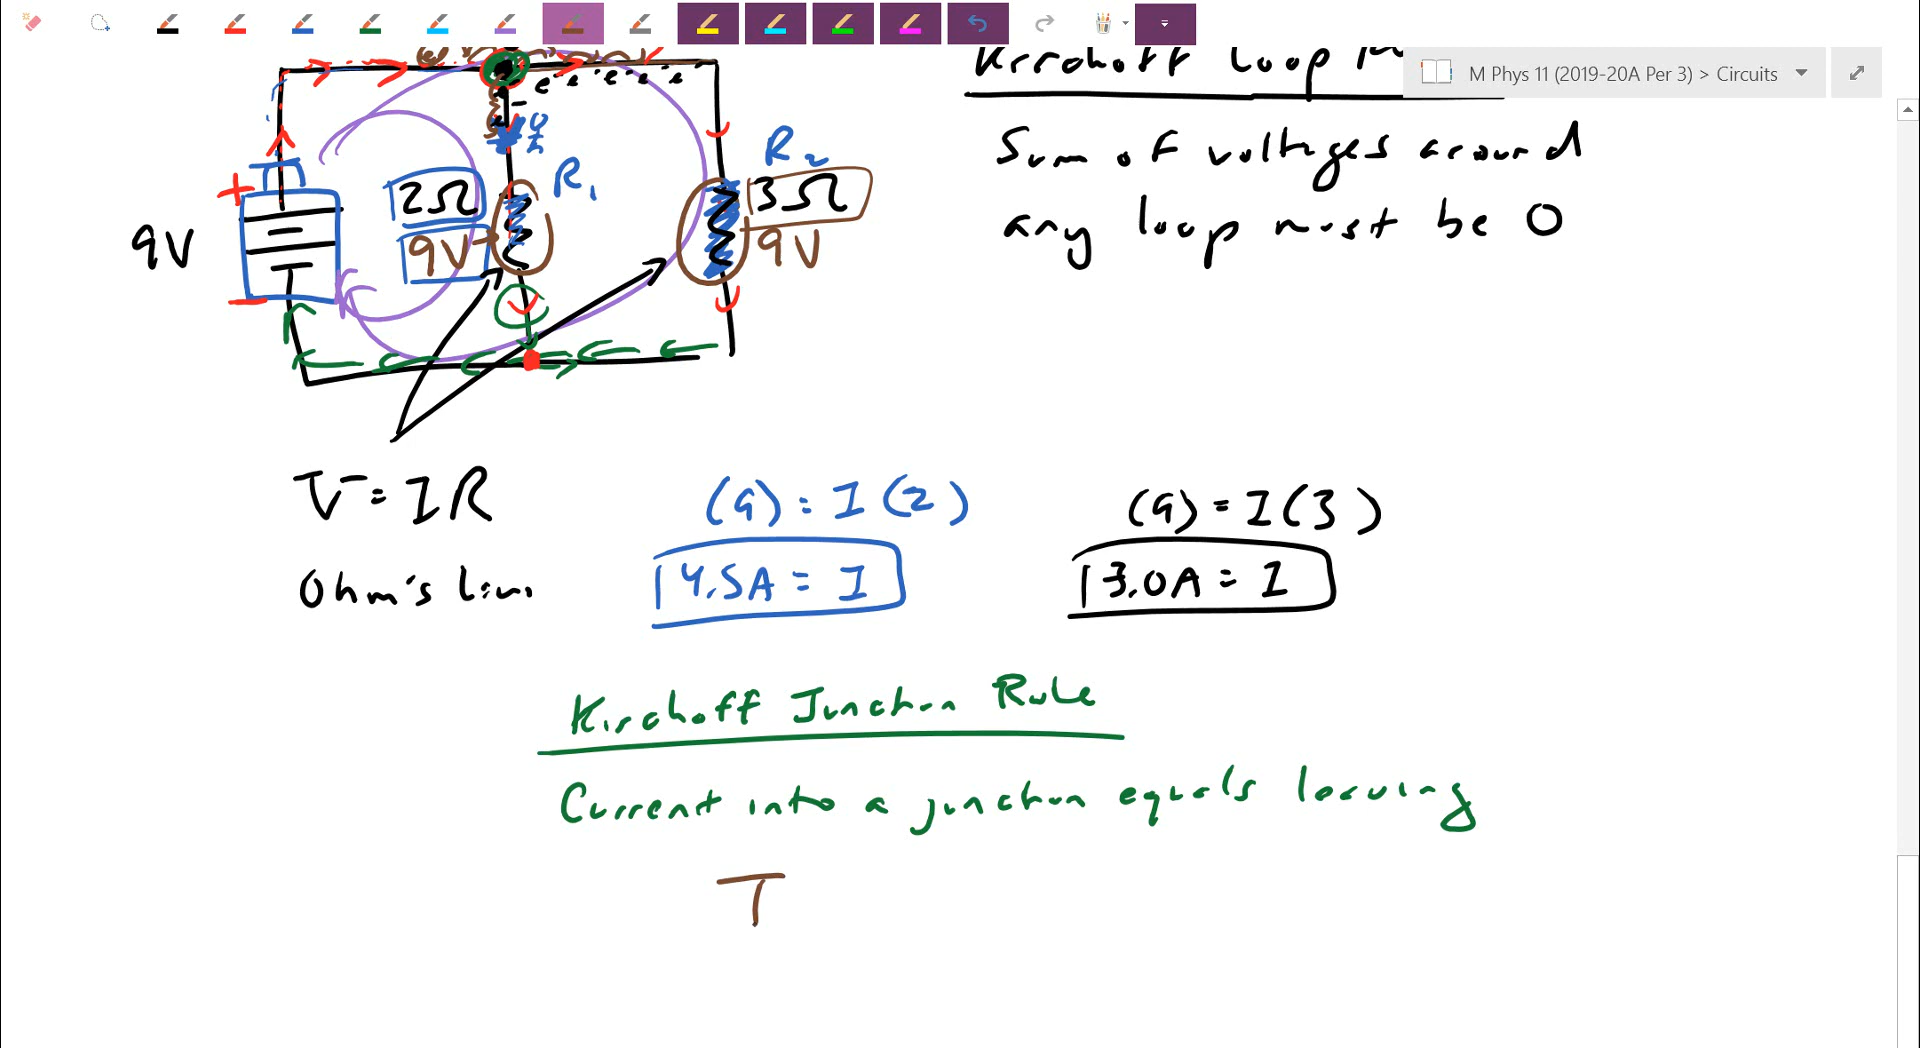 Kirchoff Loop
M Phys 11 (2019-20A Per 3) > Circuits
Sum of voltages around
any loop must be 0
+
9V
2Ω
9V
R₁
R₂
3Ω
9V
V = IR
(9) = I(2)
(9) = I(3)
Ohm's Law
4.5A = I
3.0A = I
Kirchoff Junction Rule
Current into a junction equals leaving
T